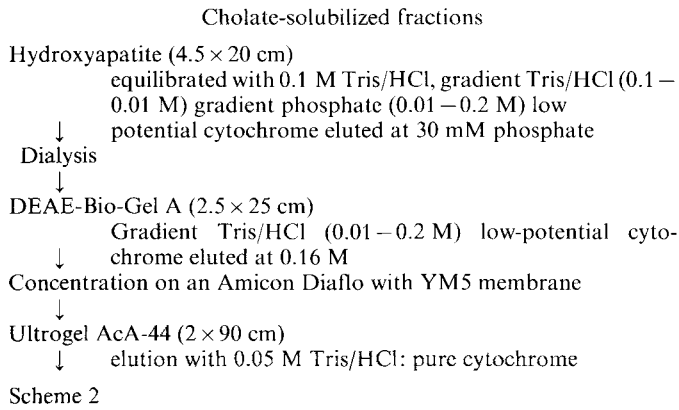 Cholate-solubilized fractions
Hydroxyapatite (4.5 × 20 cm)
equilibrated with 0.1 M Tris/HCl, gradient Tris/HCl (0.1 –
0.01 M) gradient phosphate (0.01 – 0.2 M) low
↓ potential cytochrome eluted at 30 mM phosphate
Dialysis
↓
DEAE-Bio-Gel A (2.5 × 25 cm)
Gradient Tris/HCl (0.01 – 0.2 M) low-potential cyto-
↓ chrome eluted at 0.16 M
Concentration on an Amicon Diaflo with YM5 membrane
↓
Ultrogel AcA-44 (2 × 90 cm)
↓ elution with 0.05 M Tris/HCl: pure cytochrome
Scheme 2